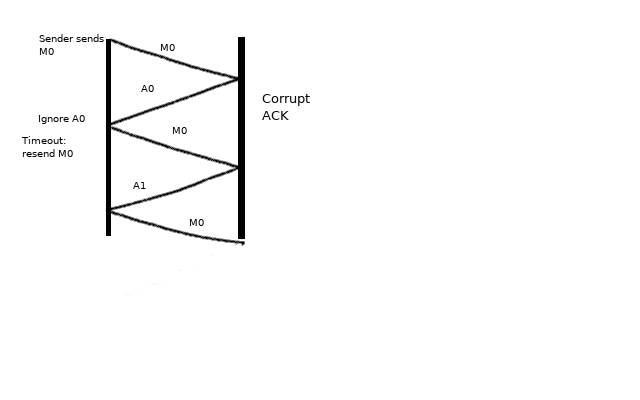 Sender sends
M0
M0
A0
Corrupt
ACK
Ignore A0
M0
Timeout:
resend M0
A1
M0